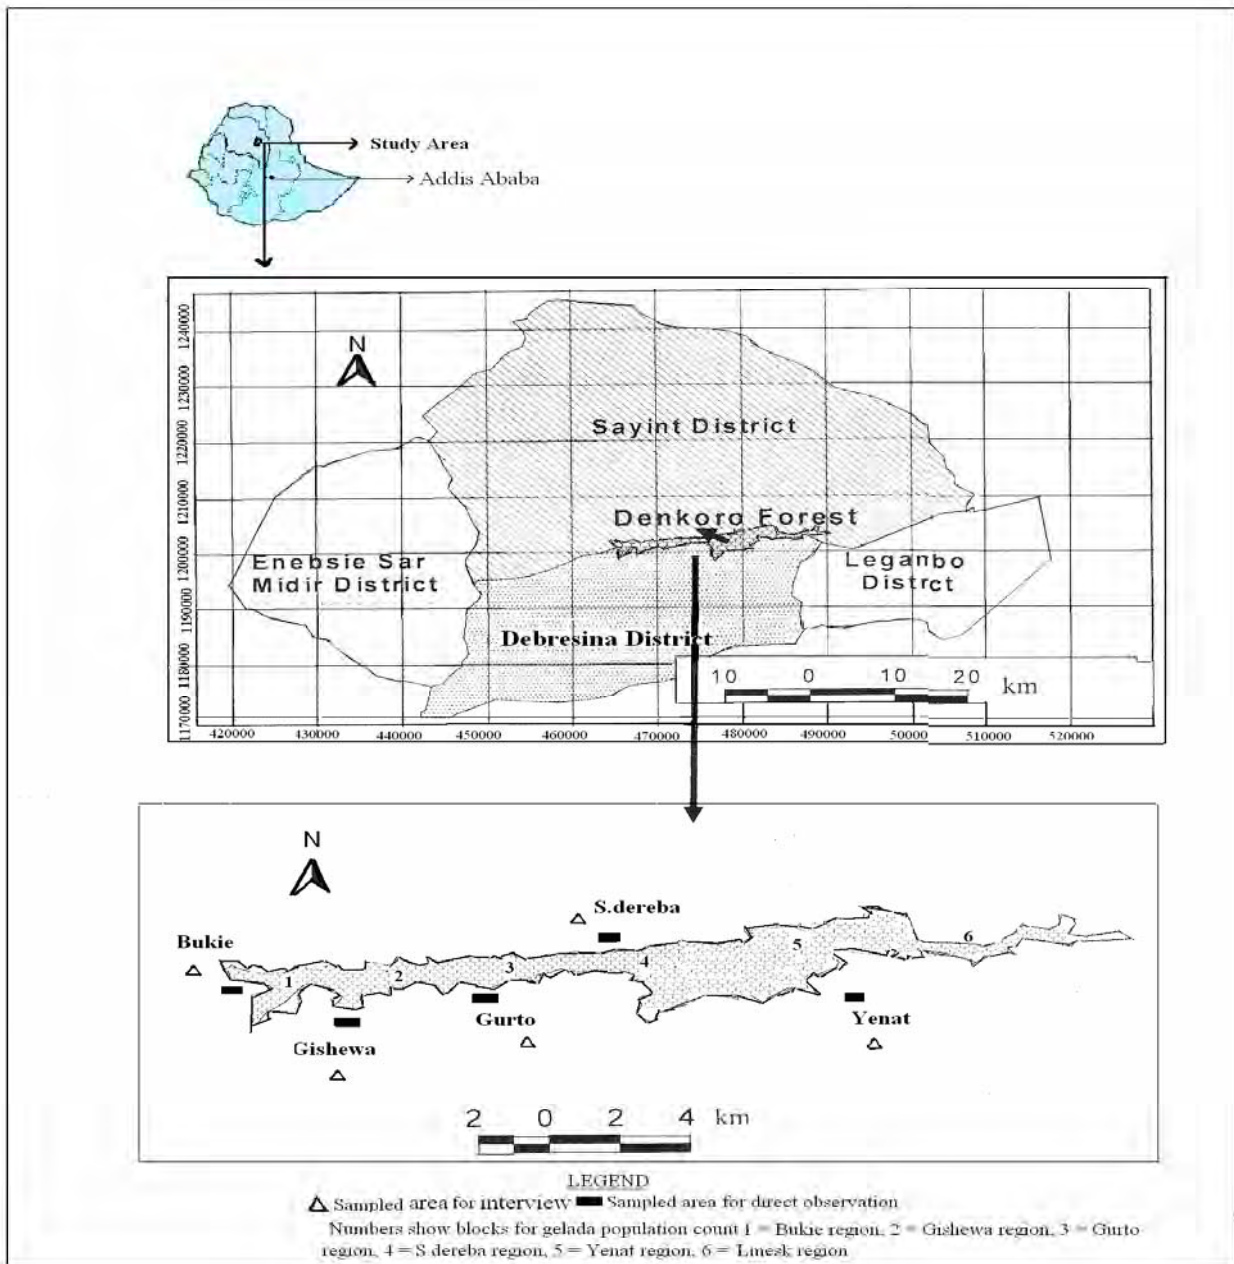 Study Area
Addis Ababa
N
Sayint District
Denkoro Forest
Enebsie Sar
Midir District
Leganbo
Distrct
Debresina District
10 0 10 20
km
1240000
1230000
1220000
1210000
1200000
1190000
1180000
1170000
420000 430000 440000 450000 460000 470000 480000 490000 500000 510000 520000
N
S.dereba
Bukie
1 2 3 4 5 6
Gurto
Yenat
Gishewa
2 0 2 4 km
LEGEND
Sampled area for interview Sampled area for direct observation
Numbers show blocks for gelada population count 1 = Bukie region, 2 = Gishewa region, 3 = Gurto
region, 4 = S.dereba region, 5 = Yenat region, 6 = region